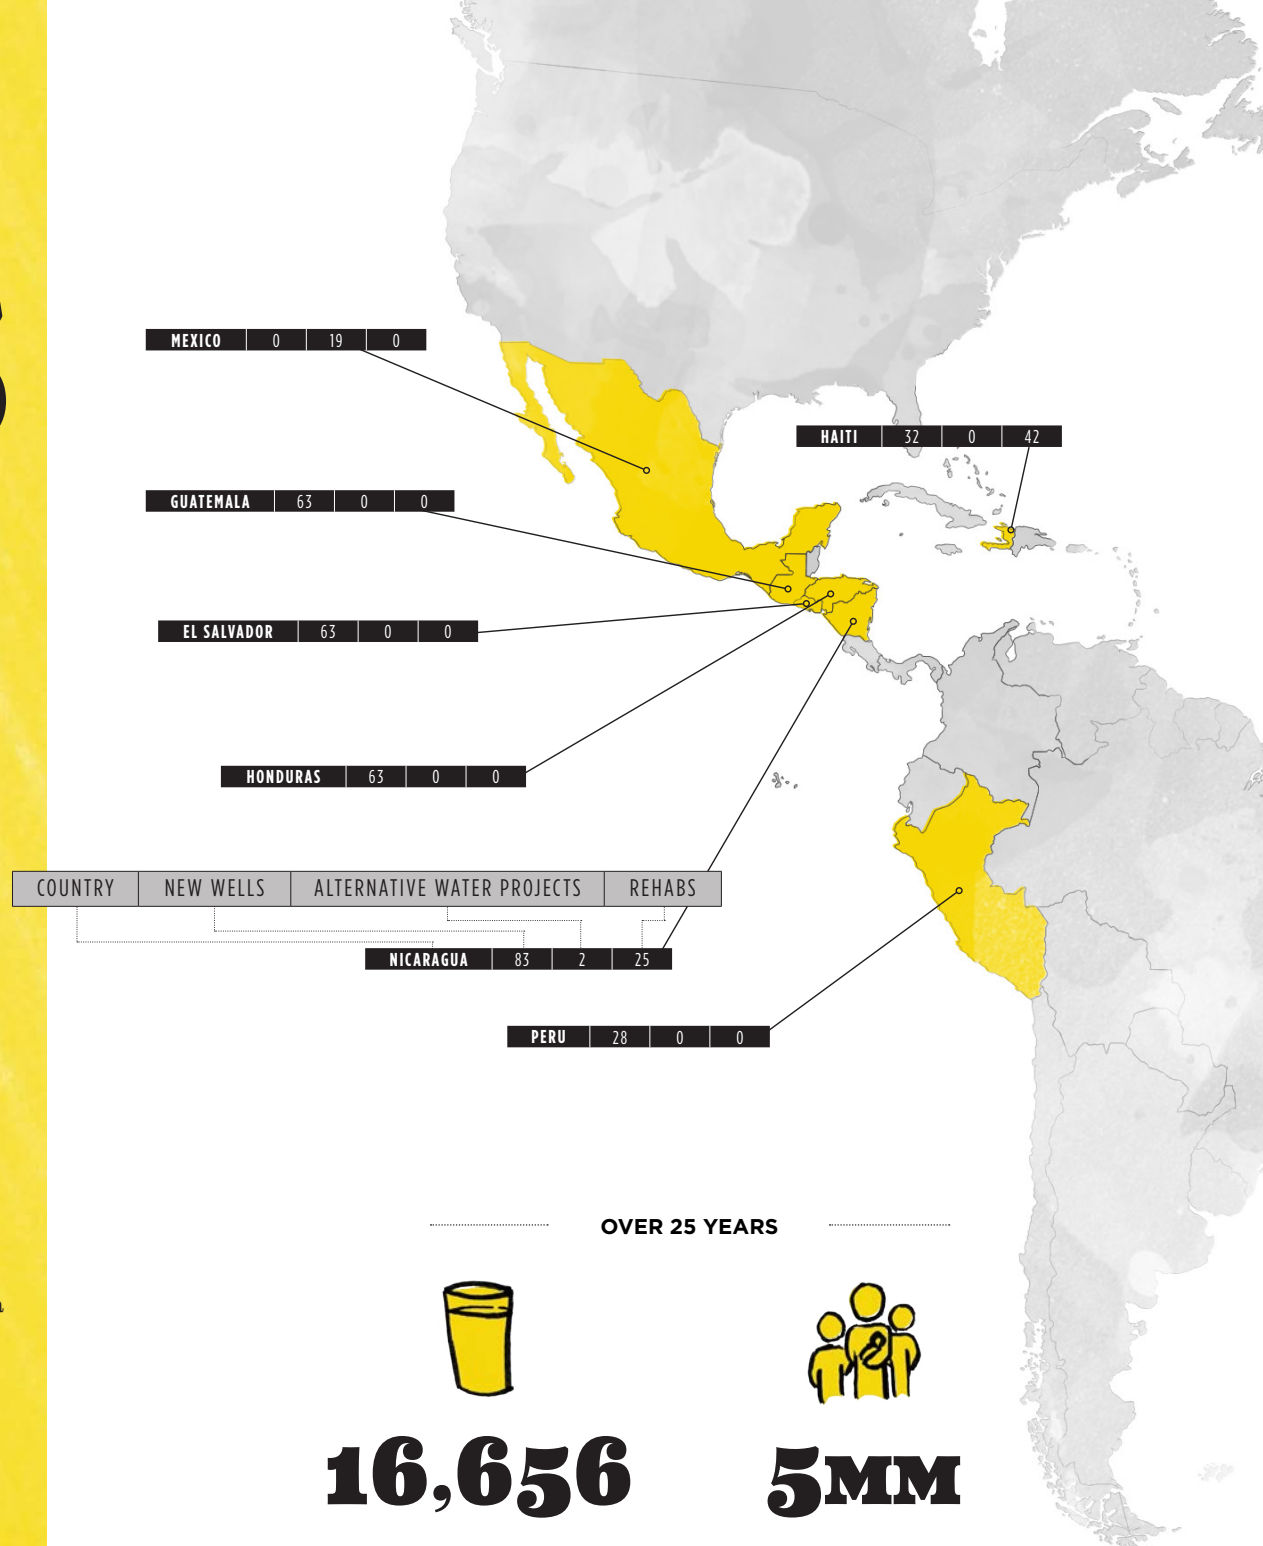 MEXICO 0 19 0
HAITI 32 0 42
GUATEMALA 63 0 0
EL SALVADOR 63 0 0
HONDURAS 63 0 0
COUNTRY NEW WELLS ALTERNATIVE WATER PROJECTS REHABS
NICARAGUA 83 2 25
PERU 28 0 0
OVER 25 YEARS
16,656 5MM